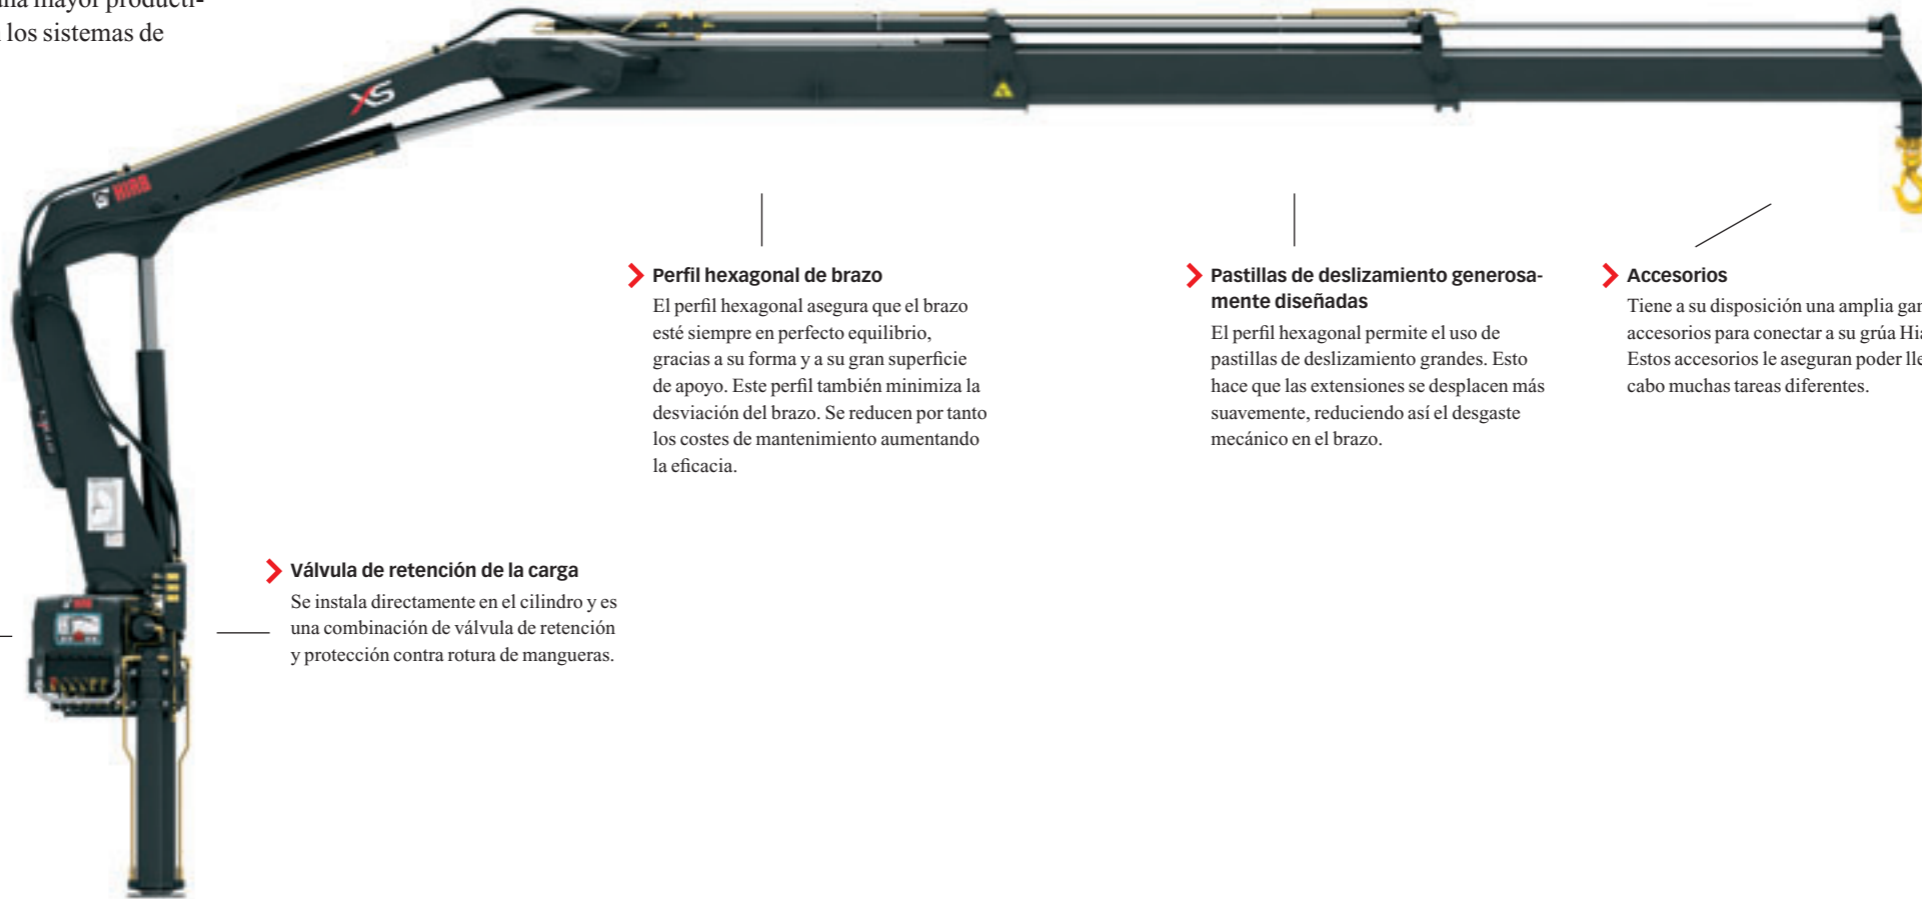 na mayor producti-
los sistemas de
XS
HIAB
Perfil hexagonal de brazo
El perfil hexagonal asegura que el brazo
esté siempre en perfecto equilibrio,
gracias a su forma y a su gran superficie
de apoyo. Este perfil también minimiza la
desviación del brazo. Se reducen por tanto
los costes de mantenimiento aumentando
la eficacia.
Pastillas de deslizamiento generosa-
mente diseñadas
El perfil hexagonal permite el uso de
pastillas de deslizamiento grandes. Esto
hace que las extensiones se desplacen más
suavemente, reduciendo así el desgaste
mecánico en el brazo.
Accesorios
Tiene a su disposición una amplia gam
accesorios para conectar a su grúa Hia
Estos accesorios le aseguran poder lle
cabo muchas tareas diferentes.
Válvula de retención de la carga
Se instala directamente en el cilindro y es
una combinación de válvula de retención
y protección contra rotura de mangueras.